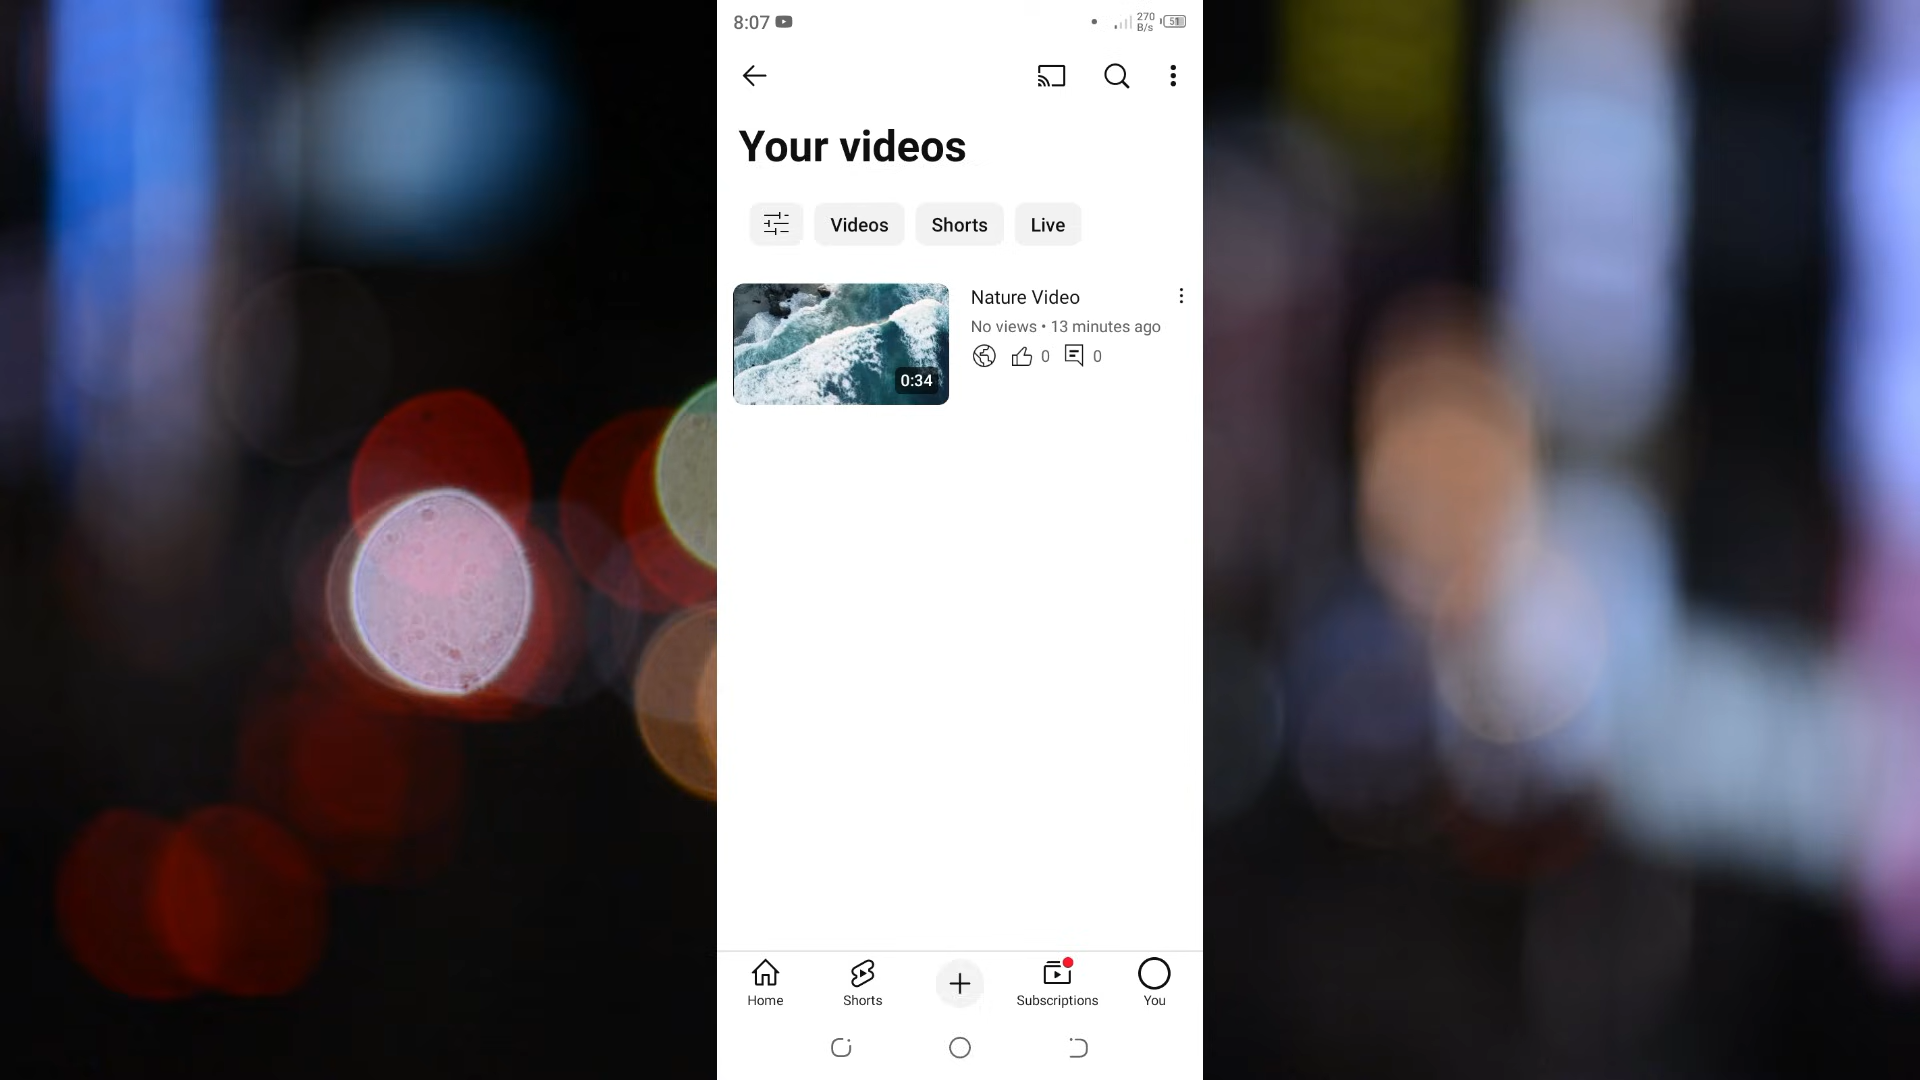 8:07
270
B/s
51
Your videos
Videos
Shorts
Live
Nature Video
No views • 13 minutes ago
0
0
0:34
Home
Shorts
Subscriptions
You